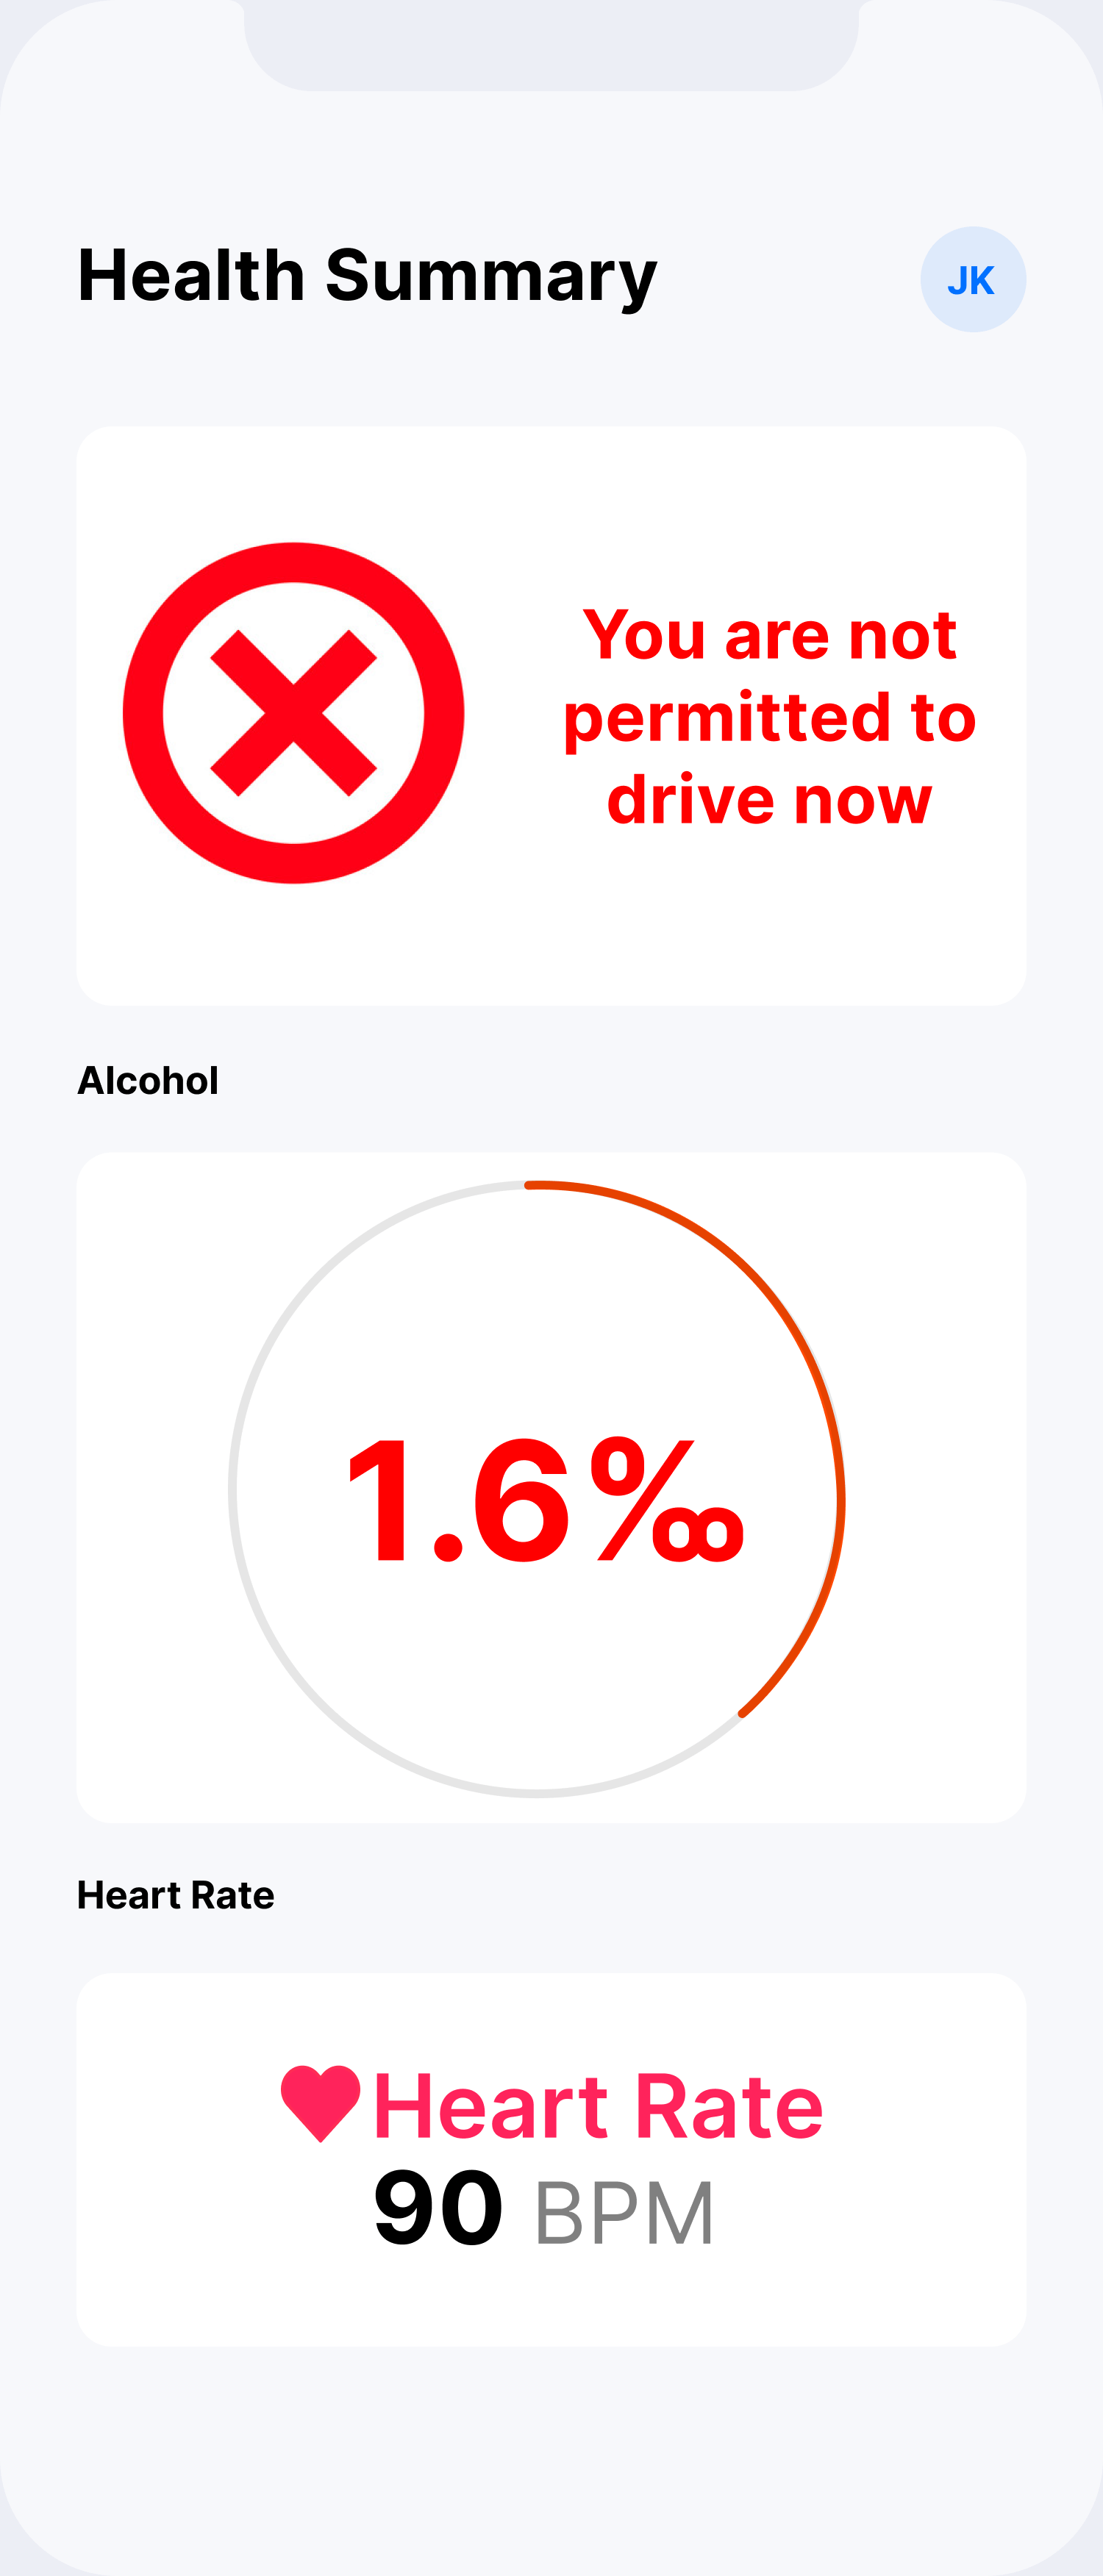 Health Summary
JK
You are not
permitted to
drive now
Alcohol
1.6‰
Heart Rate
Heart Rate
90 BPM